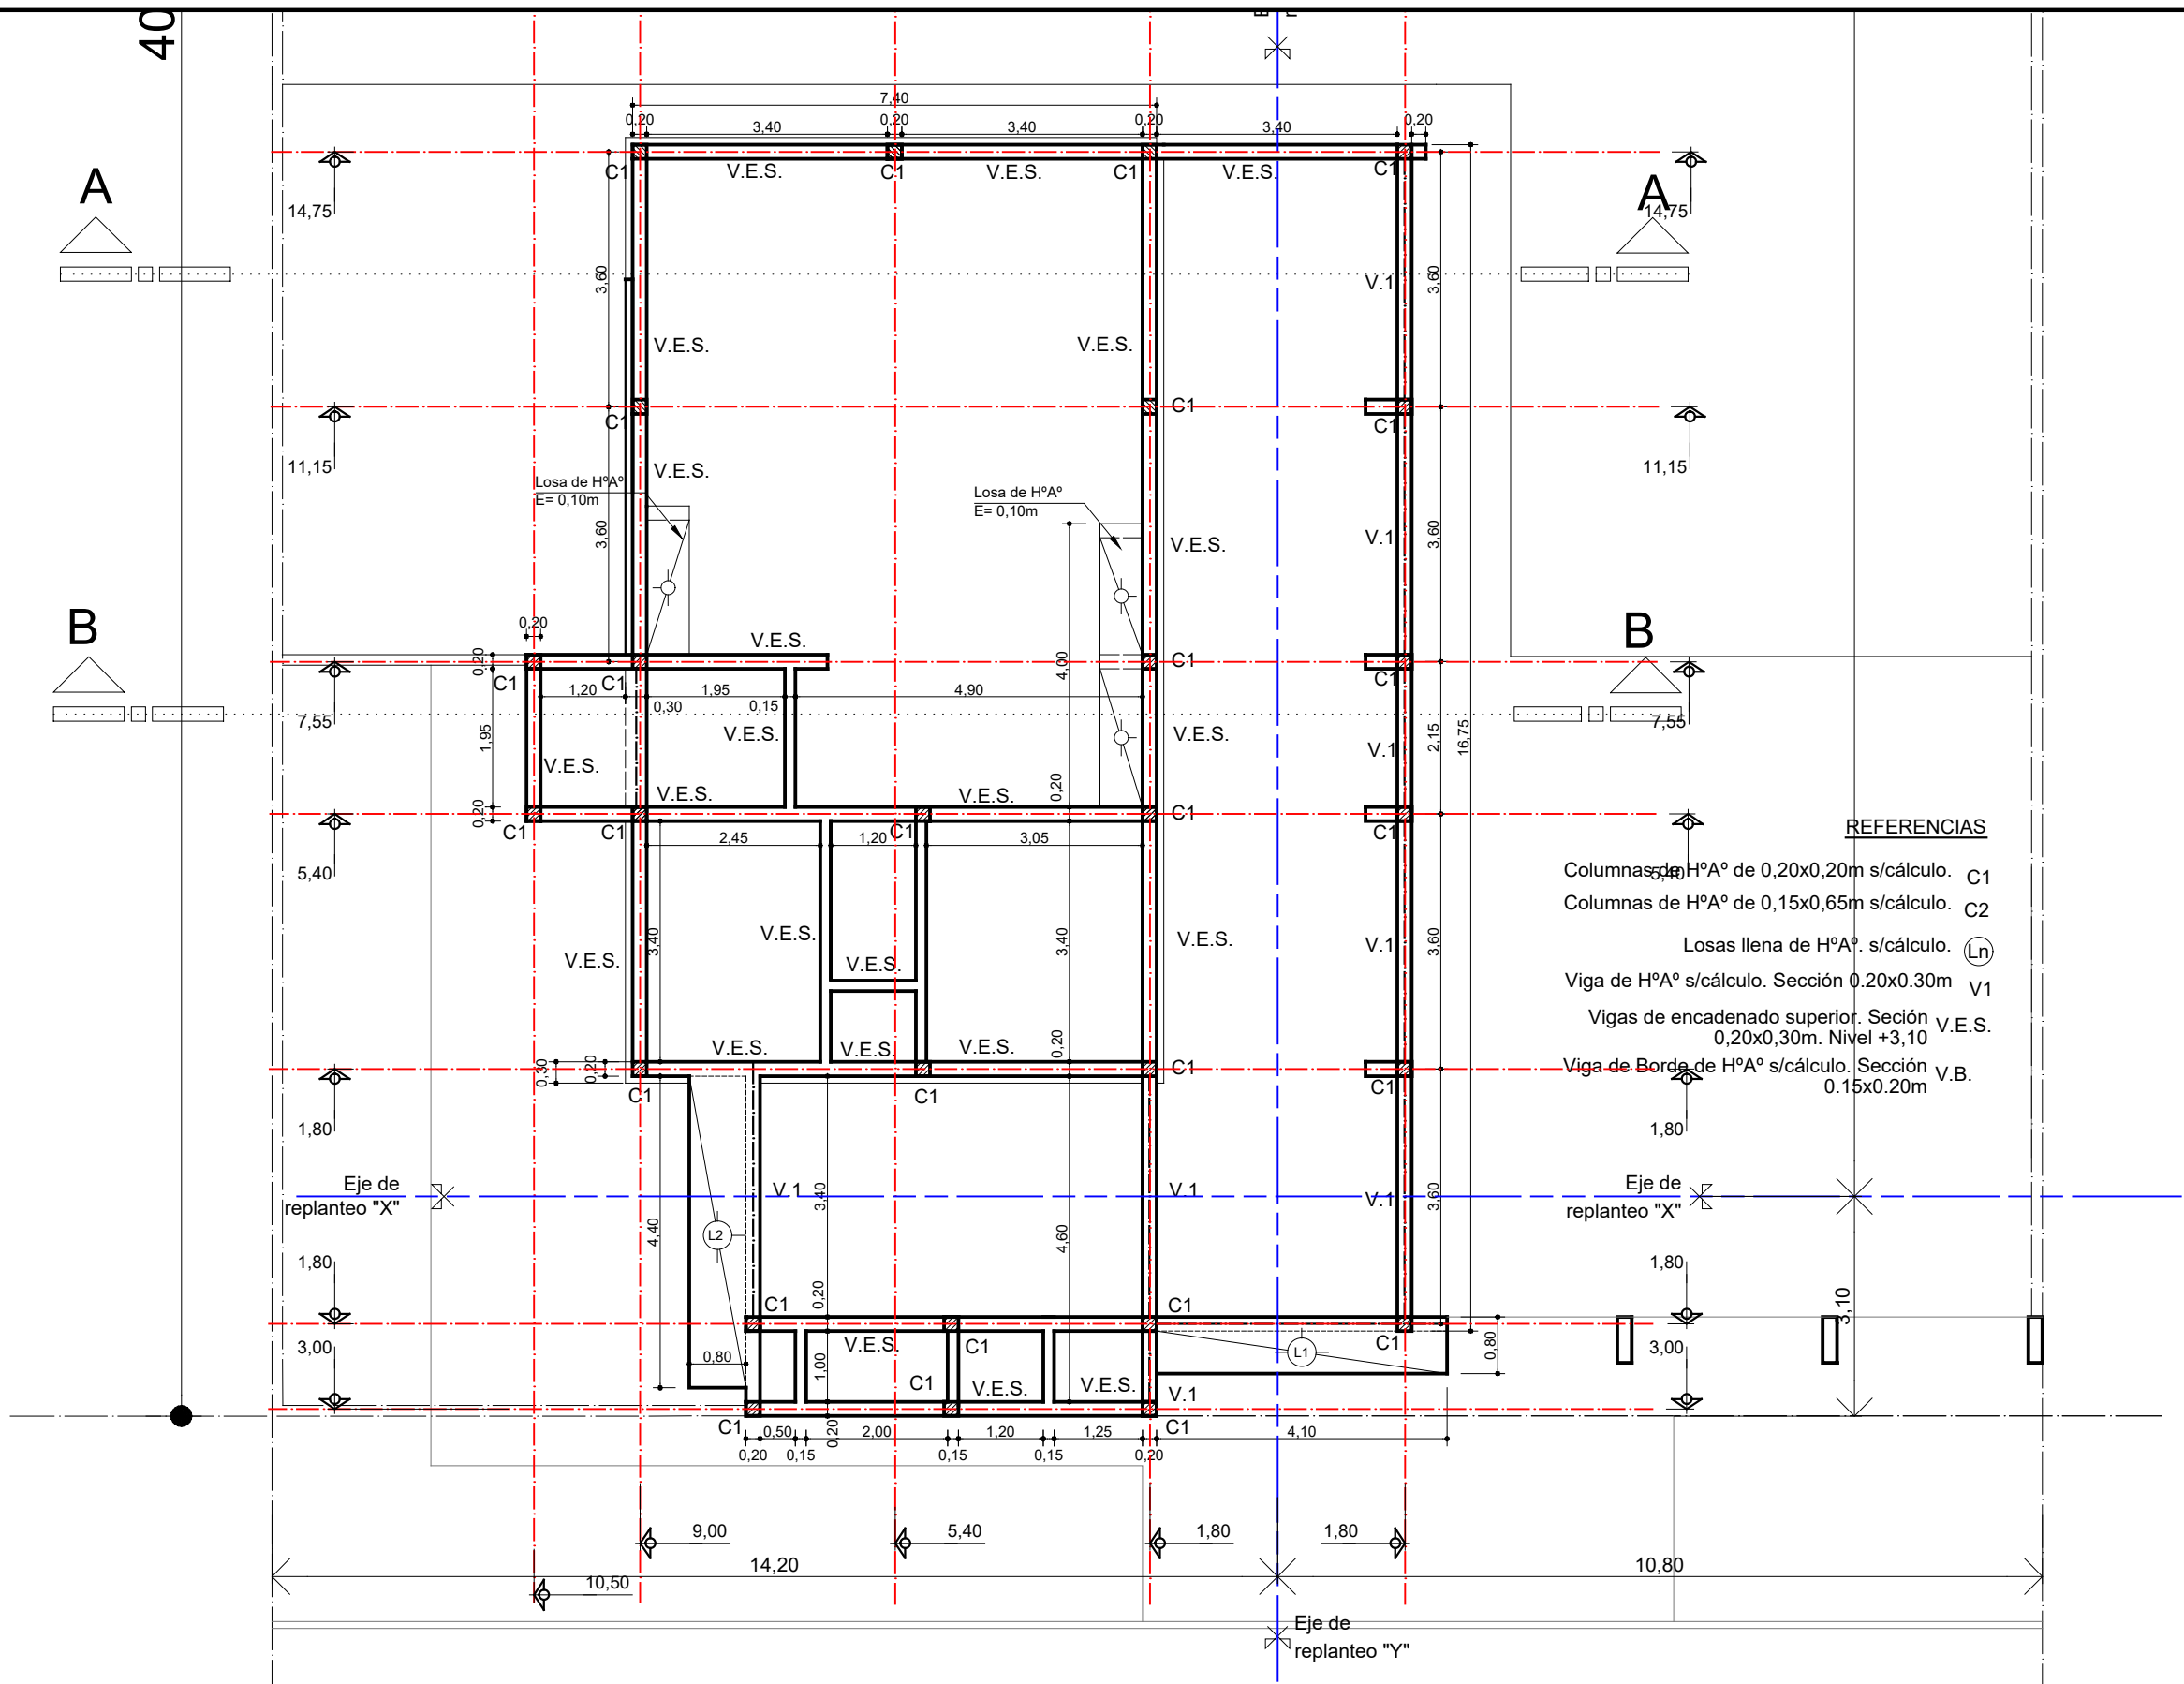 40
7,40
0,20
3,40
0,20
3,40
0,20
3,40
0,20
C1
V.E.S.
C1
V.E.S.
C1
V.E.S.
C1
A
A
14,75
14,75
3,60
V.1
3,60
V.E.S.
V.E.S.
C1
C1
C1
11,15
11,15
V.E.S.
Losa de HºAº
E= 0,10m
Losa de HºAº
E= 0,10m
3,60
V.E.S.
V.1
3,60
B
B
0,20
V.E.S.
0,20
4,00
C1
C1
C1
C1
1,20
1,95
4,90
0,30
0,15
7,55
7,55
1,95
V.E.S.
V.E.S.
V.1
2,15
16,75
V.E.S.
V.E.S.
V.E.S.
0,20
0,20
C1
C1
C1
C1
C1
2,45
1,20
3,05
5,40
5,40
REFERENCIAS
Columnas de HºAº de 0,20x0,20m s/cálculo. C1
Columnas de HºAº de 0,15x0,65m s/cálculo. C2
Losas llena de HºAº. s/cálculo. Ln
Viga de HºAº s/cálculo. Sección 0.20x0.30m V1
Vigas de encadenado superior. Seción
0,20x0,30m. Nivel +3,10 V.E.S.
Viga de Borde de HºAº s/cálculo. Sección
0.15x0.20m V.B.
V.E.S.
3,40
V.E.S.
V.E.S.
3,40
V.E.S.
V.1
3,60
V.E.S.
V.E.S.
V.E.S.
0,20
0,30
0,20
C1
C1
C1
C1
1,80
1,80
Eje de
replanteo "X"
Eje de
replanteo "X"
V.1
3,40
V.1
V.1
3,60
4,40
L2
4,60
1,80
1,80
0,20
C1
C1
3,10
3,00
3,00
V.E.S.
C1
L1
C1
0,80
0,80
1,00
C1
V.E.S.
V.E.S.
V.1
C1
0,50
0,20
2,00
1,20
1,25
C1
4,10
0,20
0,15
0,15
0,15
0,20
9,00
5,40
1,80
1,80
14,20
10,80
10,50
Eje de
replanteo "Y"